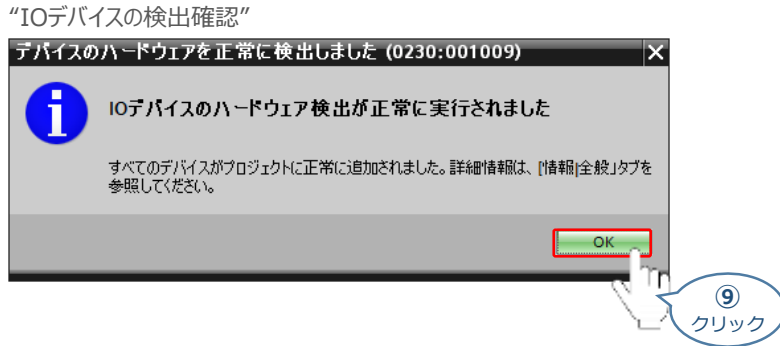 “IOデバイスの検出確認”
デバイスのハードウェアを正常に検出しました (0230:001009)
IOデバイスのハードウェア検出が正常に実行されました
すべてのデバイスがプロジェクトに正常に追加されました。詳細情報は、[情報|全般]タブを
参照してください。
OK
⑨
クリック